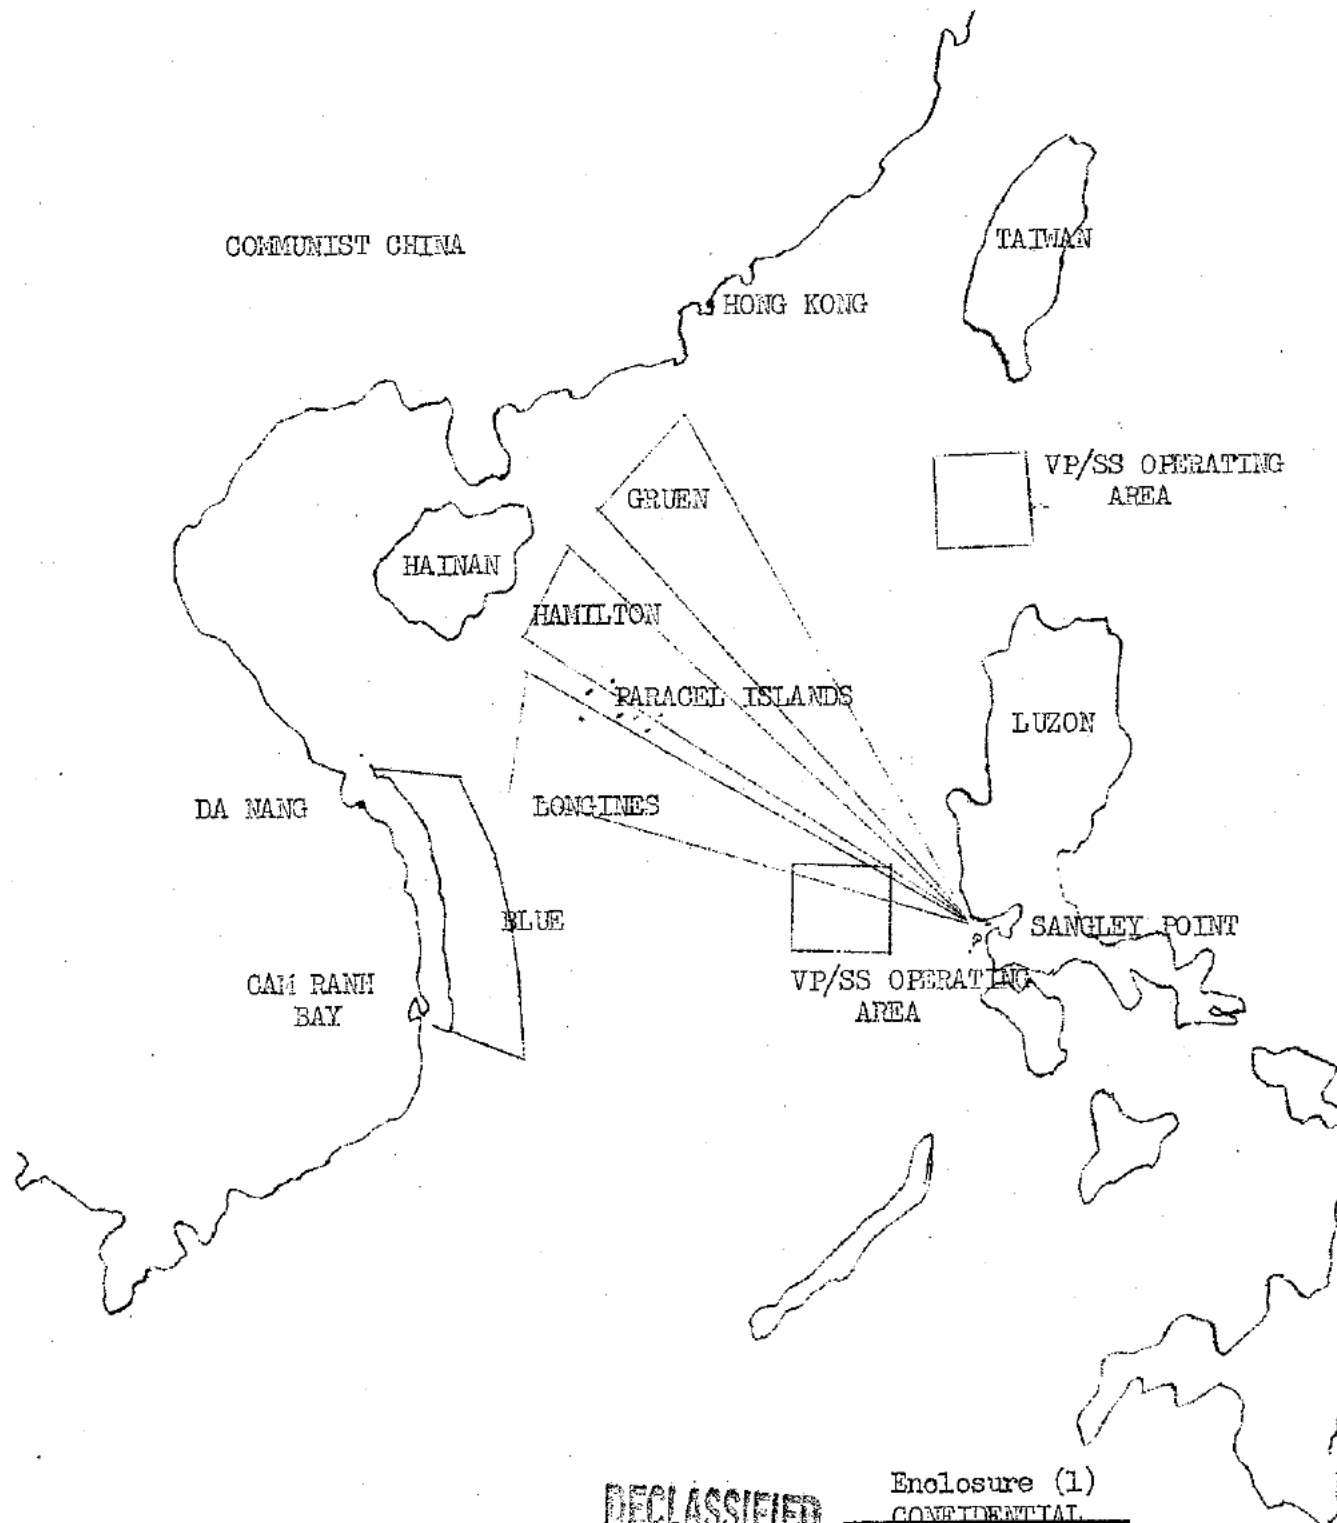 COMMUNIST CHINA
TAIWAN
HONG KONG
VP/SS OPERATING
AREA
GRUEN
HAINAN
HAMILTON
PARACEL ISLANDS
LUZON
DA NANG
LONGINES
BLUE
SANGLEY POINT
CAM RANH
BAY
VP/SS OPERATING
AREA
Enclosure (1)
DECLASSIFIED
CONFIDENTIAL